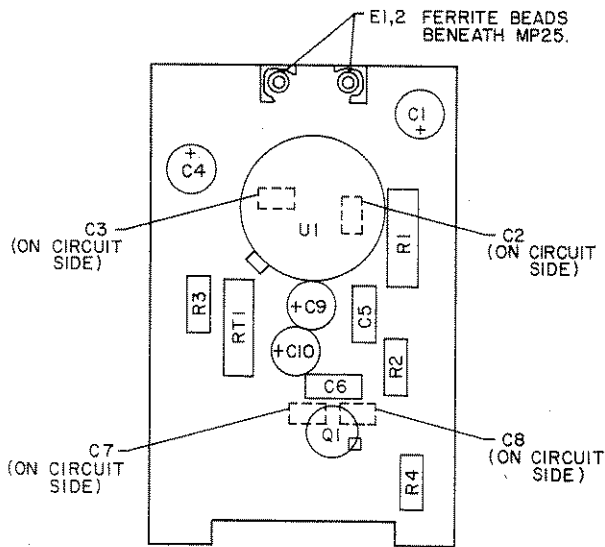 E1,2 FERRITE BEADS
BENEATH MP25.
C1
+
+
C4
C3
(ON CIRCUIT
SIDE)
U1
C2
(ON CIRCUIT
SIDE)
R1
R3
RT1
+C9
C5
+C10
R2
C6
C7
(ON CIRCUIT
SIDE)
Q1
C8
(ON CIRCUIT
SIDE)
R4